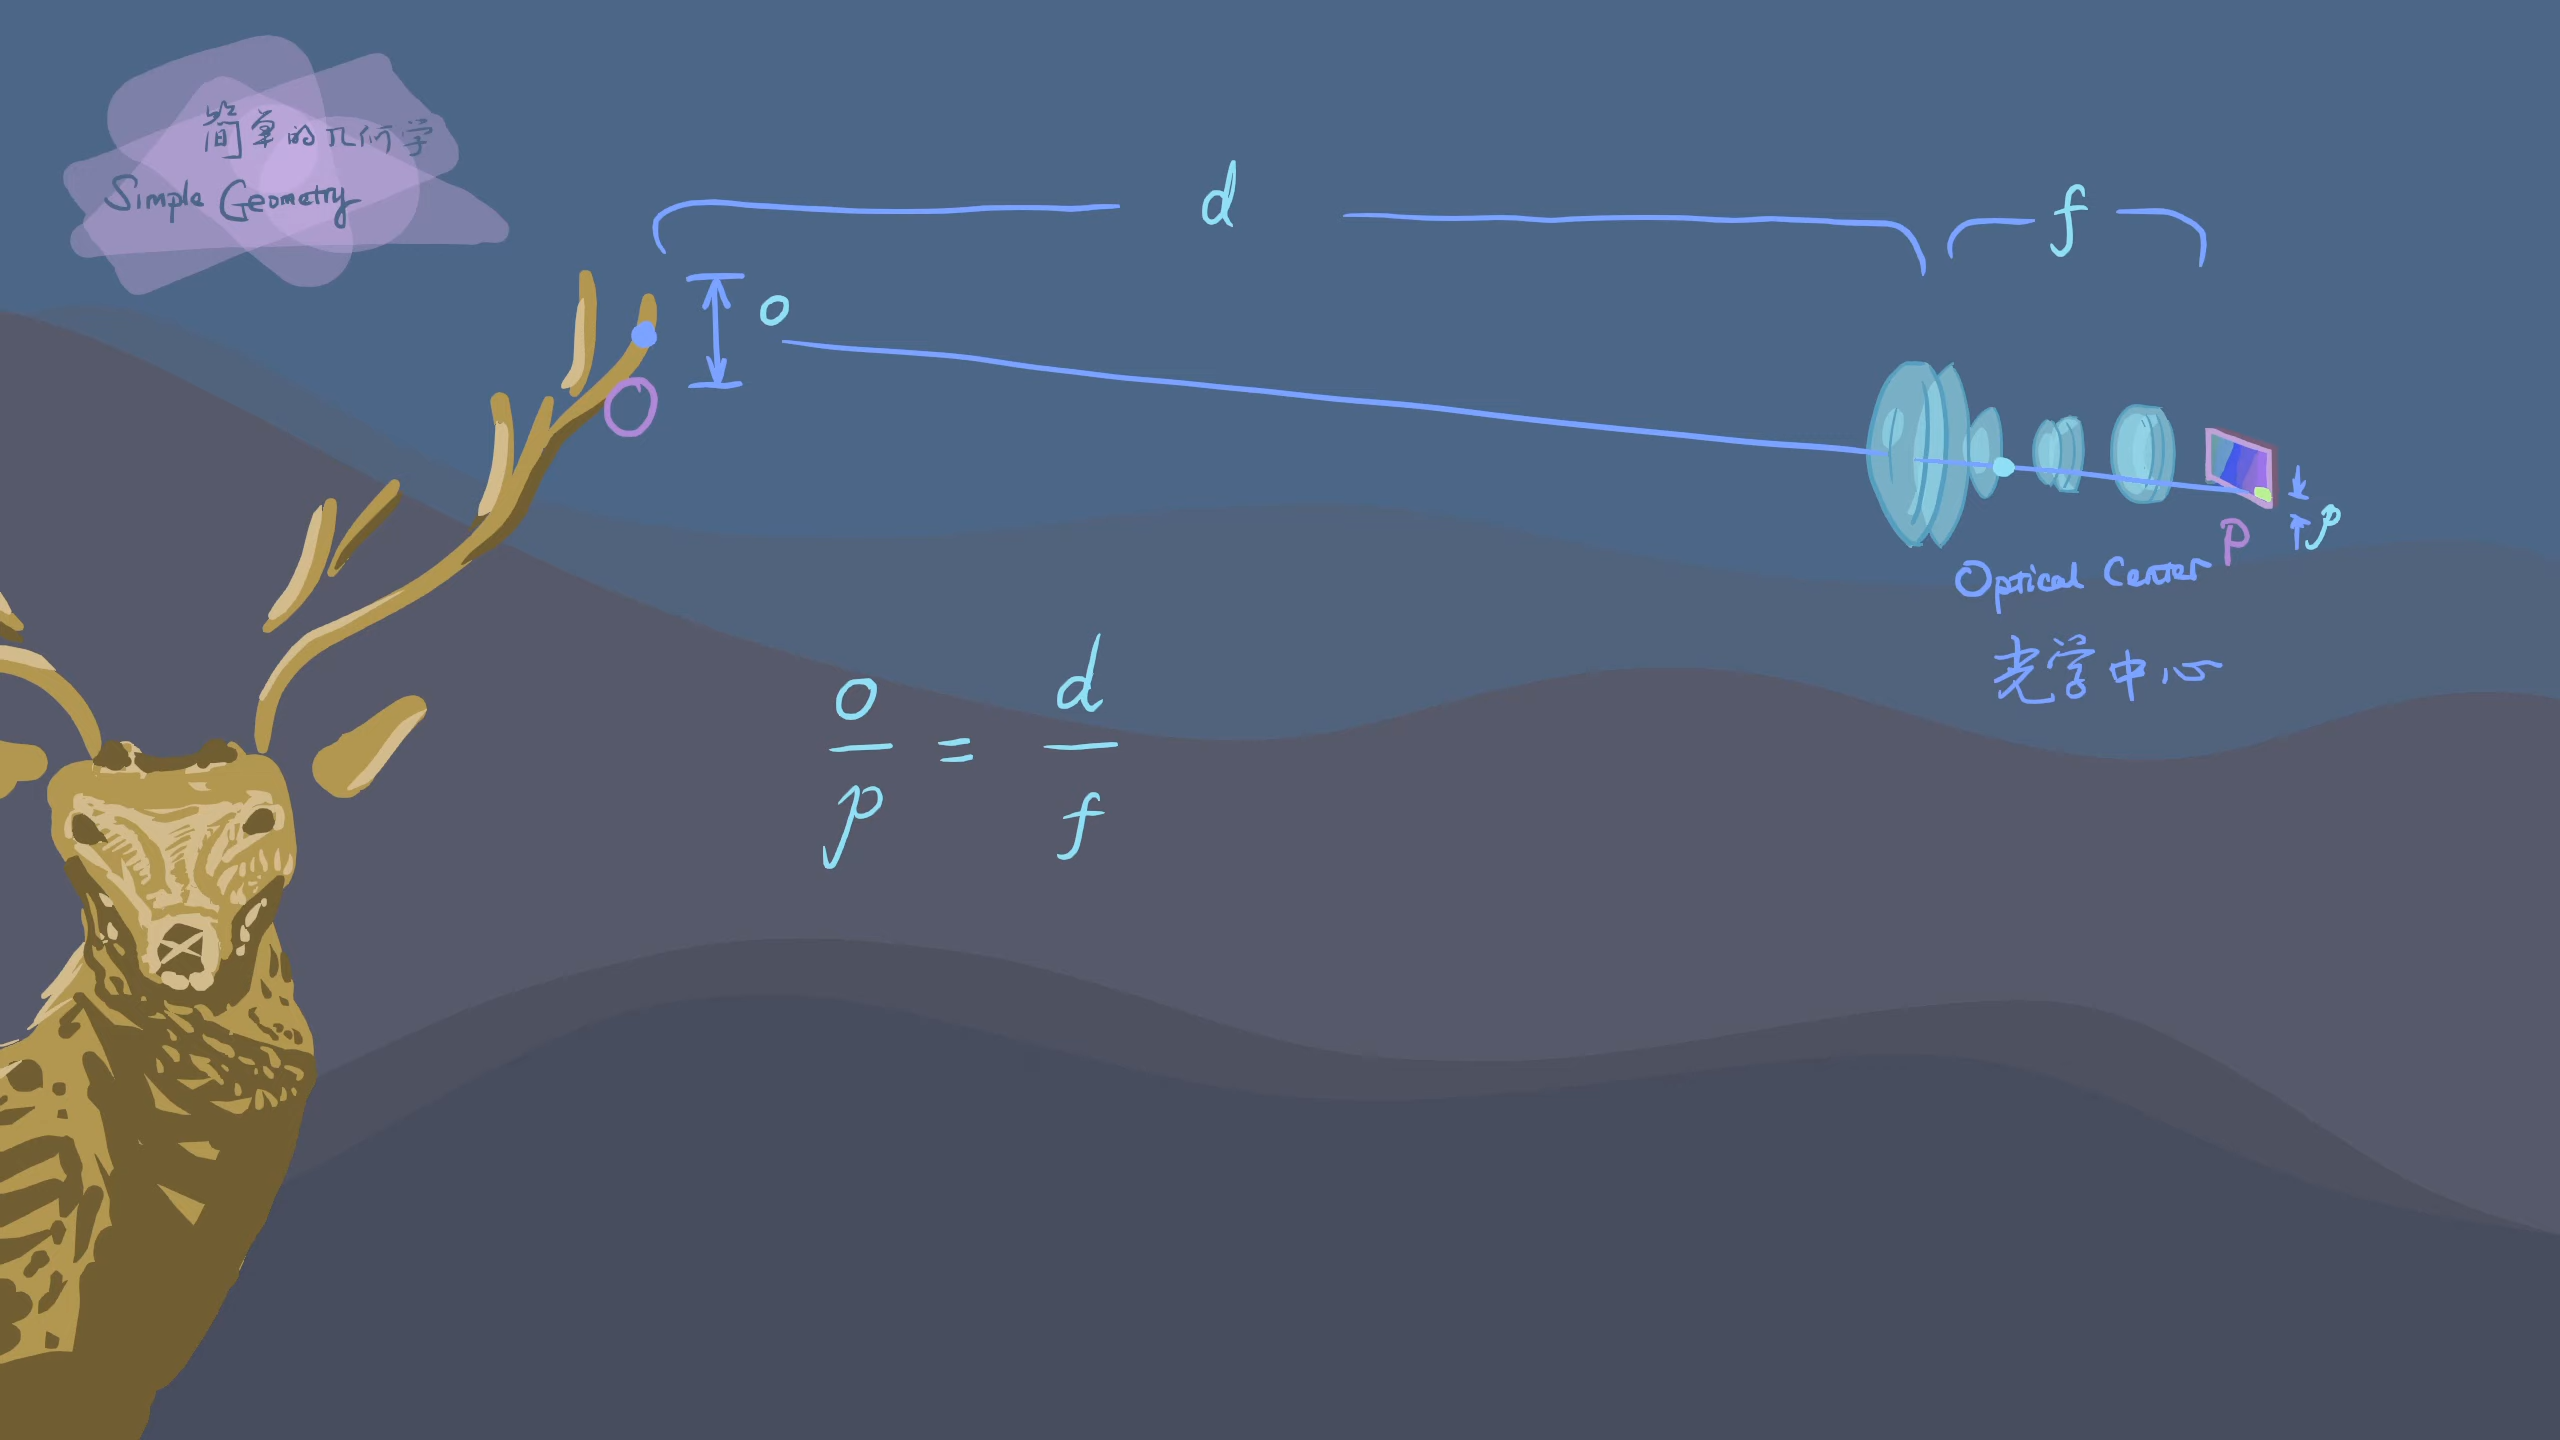 简单的几何学
Simple Geometry
d
f
o
O
P
p
Optical Center
光学中心
o d
— = —
p f